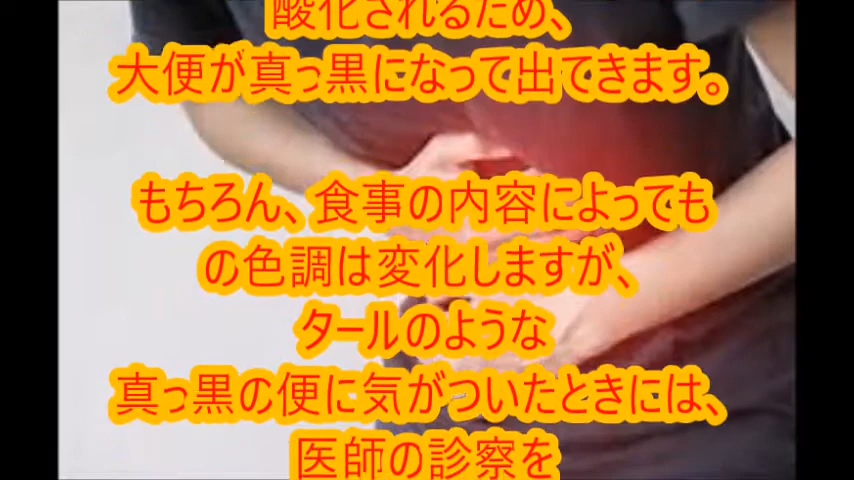 酸化されるため、
大便が真っ黒になって出てきます。
もちろん、食事の内容によっても
の色調は変化しますが、
タールのような
真っ黒の便に気がついたときには、
医師の診察を